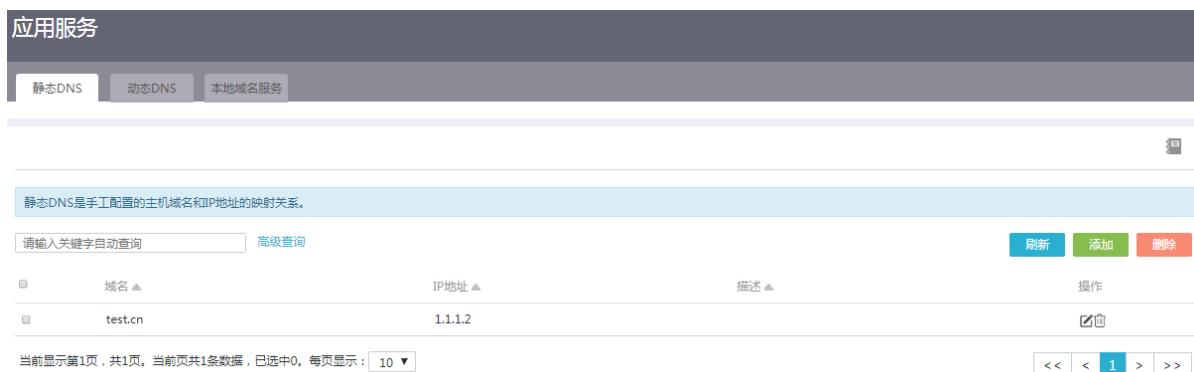 应用服务
静态DNS 动态DNS 本地域名服务
静态DNS是手工配置的主机域名和IP地址的映射关系。
请输入关键字自动查询 高级查询 刷新 添加 删除
域名 IP地址 描述 操作
test.cn 1.1.1.2
当前显示第1页，共1页。当前页共1条数据，已选中0。每页显示： 10 << < 1 > >>